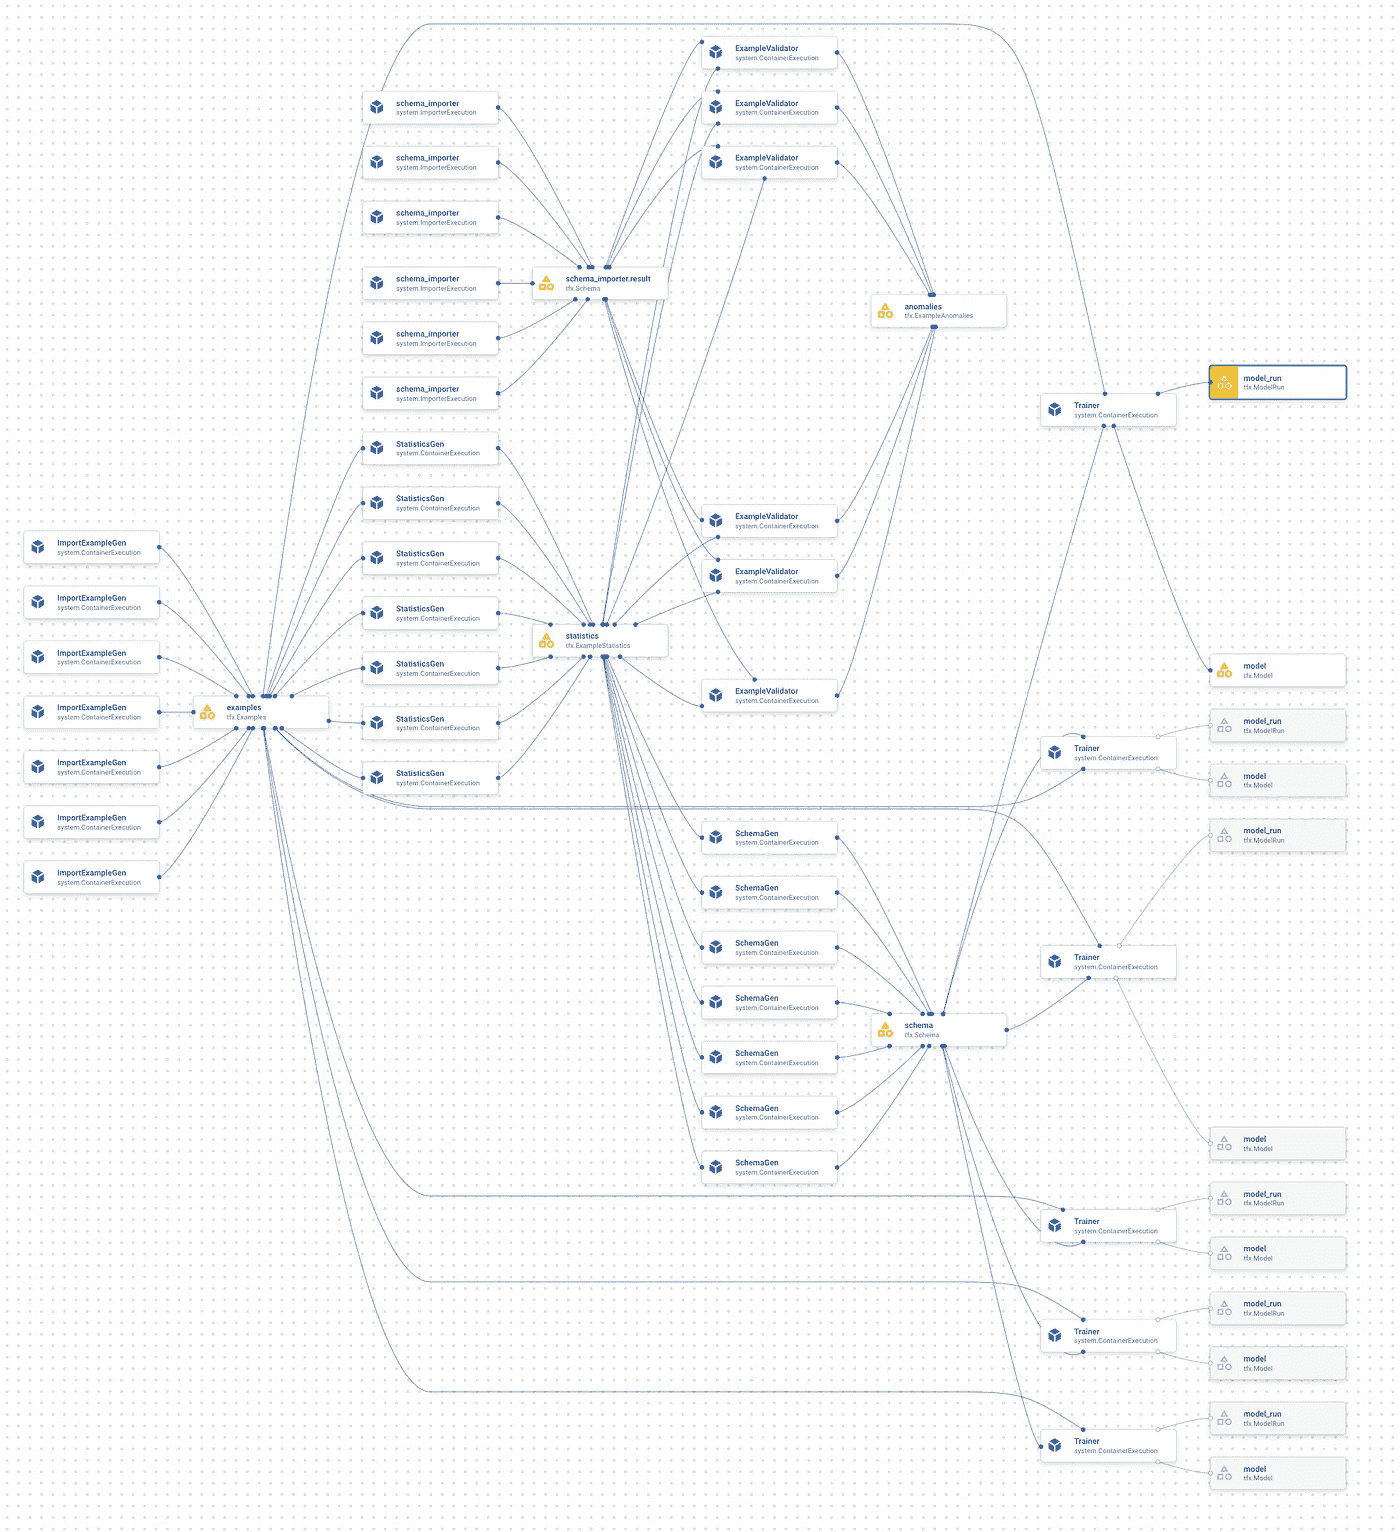 ImportExampleGen
system.ContainerExecution
ImportExampleGen
system.ContainerExecution
ImportExampleGen
system.ContainerExecution
ImportExampleGen
system.ContainerExecution
ImportExampleGen
system.ContainerExecution
ImportExampleGen
system.ContainerExecution
ImportExampleGen
system.ContainerExecution
examples
tfx.Examples
schema_importer
system.ImporterExecution
schema_importer
system.ImporterExecution
schema_importer
system.ImporterExecution
schema_importer
system.ImporterExecution
schema_importer
system.ImporterExecution
schema_importer
system.ImporterExecution
StatisticsGen
system.ContainerExecution
StatisticsGen
system.ContainerExecution
StatisticsGen
system.ContainerExecution
StatisticsGen
system.ContainerExecution
StatisticsGen
system.ContainerExecution
StatisticsGen
system.ContainerExecution
StatisticsGen
system.ContainerExecution
schema_importer.result
tfx.Schema
statistics
tfx.ExampleStatistics
ExampleValidator
system.ContainerExecution
ExampleValidator
system.ContainerExecution
ExampleValidator
system.ContainerExecution
ExampleValidator
system.ContainerExecution
ExampleValidator
system.ContainerExecution
ExampleValidator
system.ContainerExecution
SchemaGen
system.ContainerExecution
SchemaGen
system.ContainerExecution
SchemaGen
system.ContainerExecution
SchemaGen
system.ContainerExecution
SchemaGen
system.ContainerExecution
SchemaGen
system.ContainerExecution
SchemaGen
system.ContainerExecution
anomalies
tfx.ExampleAnomalies
schema
tfx.Schema
Trainer
system.ContainerExecution
Trainer
system.ContainerExecution
Trainer
system.ContainerExecution
Trainer
system.ContainerExecution
Trainer
system.ContainerExecution
Trainer
system.ContainerExecution
model_run
tfx.ModelRun
model
tfx.Model
model_run
tfx.ModelRun
model
tfx.Model
model_run
tfx.ModelRun
model
tfx.Model
model_run
tfx.ModelRun
model
tfx.Model
model_run
tfx.ModelRun
model
tfx.Model
model_run
tfx.ModelRun
model
tfx.Model